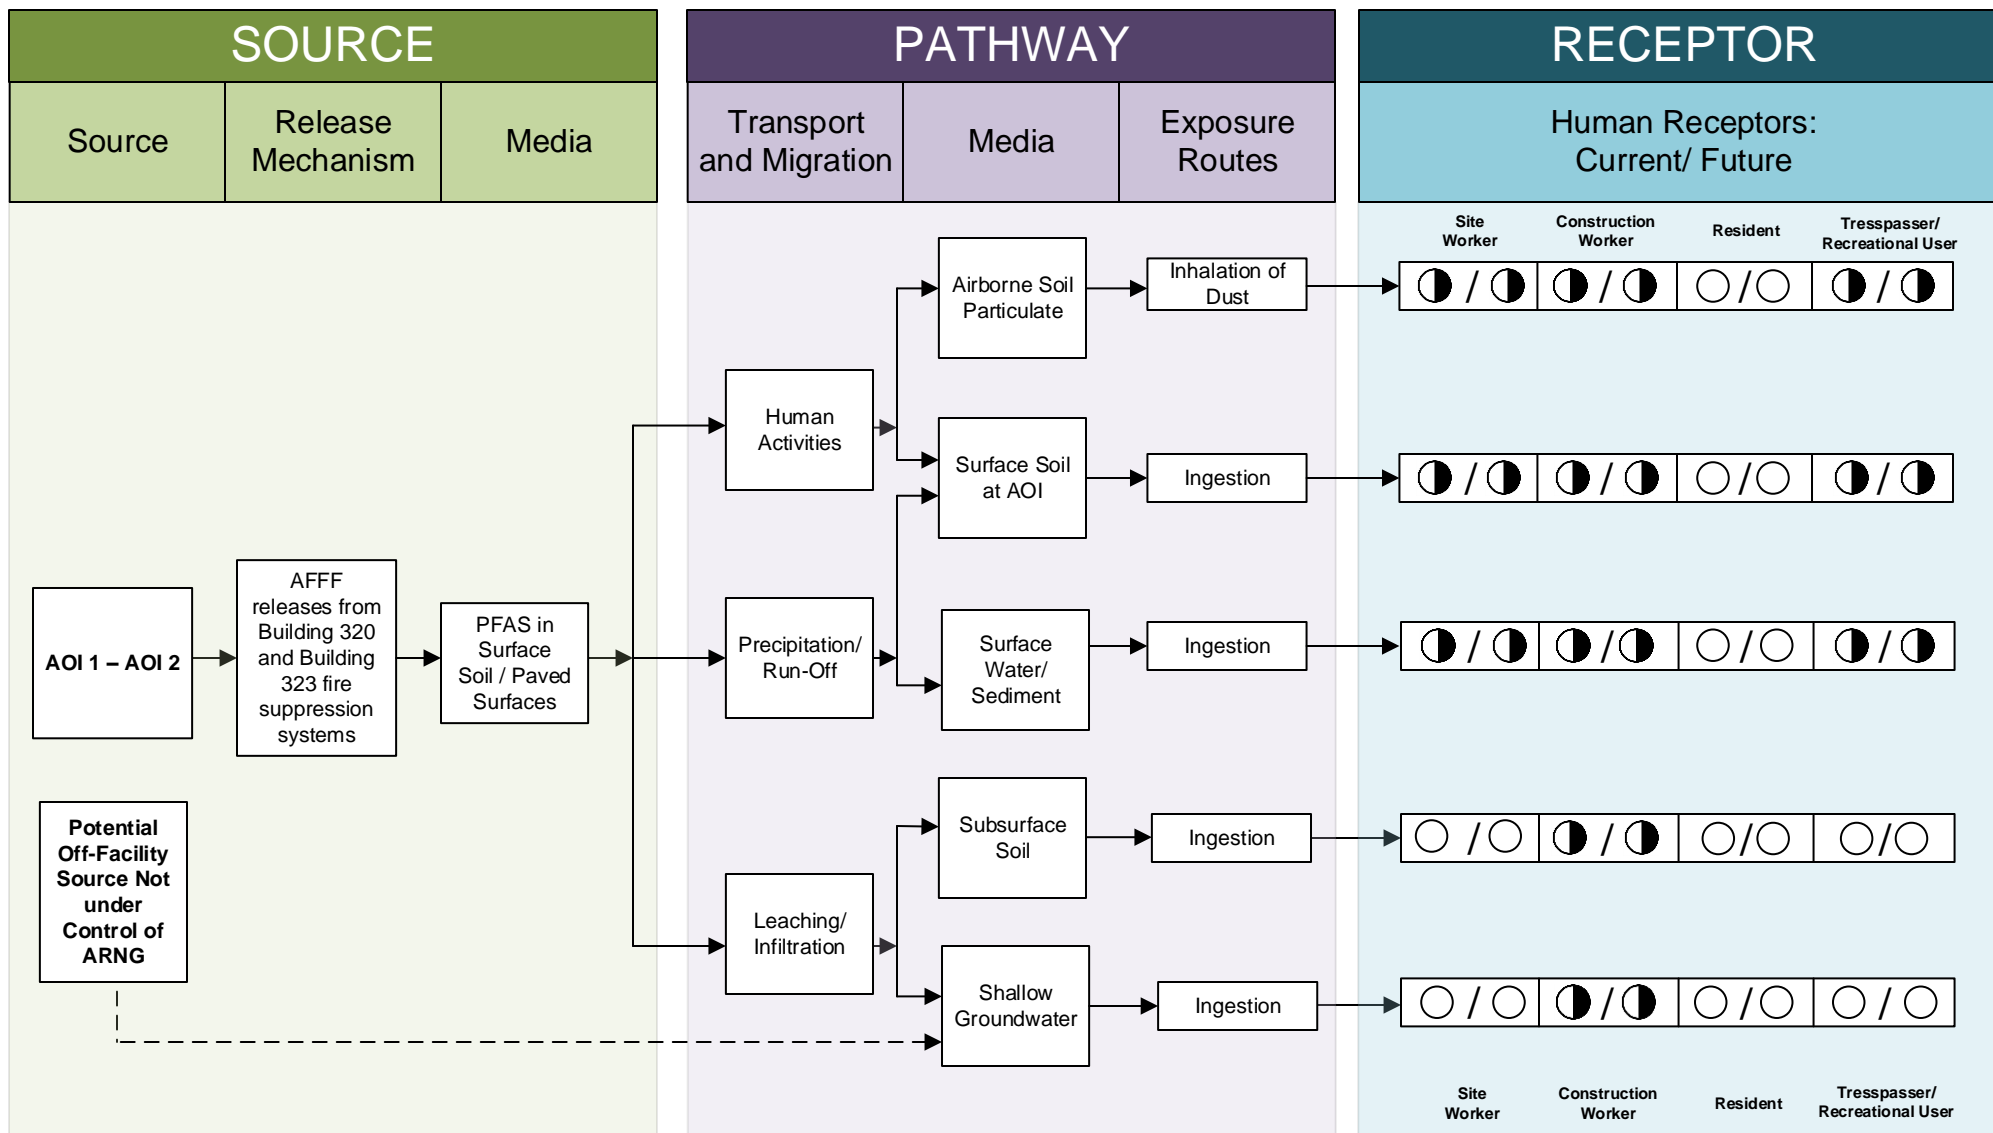 SOURCE
PATHWAY
RECEPTOR
Source
Release
Mechanism
Media
Transport
and Migration
Media
Exposure
Routes
Human Receptors:
Current/ Future
Site
Worker
Construction
Worker
Resident
Tresspasser/
Recreational User
Airborne Soil
Particulate
Inhalation of
Dust
/
/
/
/
Human
Activities
Surface Soil
at AOI
Ingestion
/
/
/
/
AOI 1 – AOI 2
AFFF
releases from
Building 320
and Building
323 fire
suppression
systems
PFAS in
Surface
Soil / Paved
Surfaces
Precipitation/
Run-Off
Surface
Water/
Sediment
Ingestion
/
/
/
/
Potential
Off-Facility
Source Not
under
Control of
ARNG
Subsurface
Soil
Ingestion
/
/
/
/
Leaching/
Infiltration
Shallow
Groundwater
Ingestion
/
/
/
/
Site
Worker
Construction
Worker
Resident
Tresspasser/
Recreational User